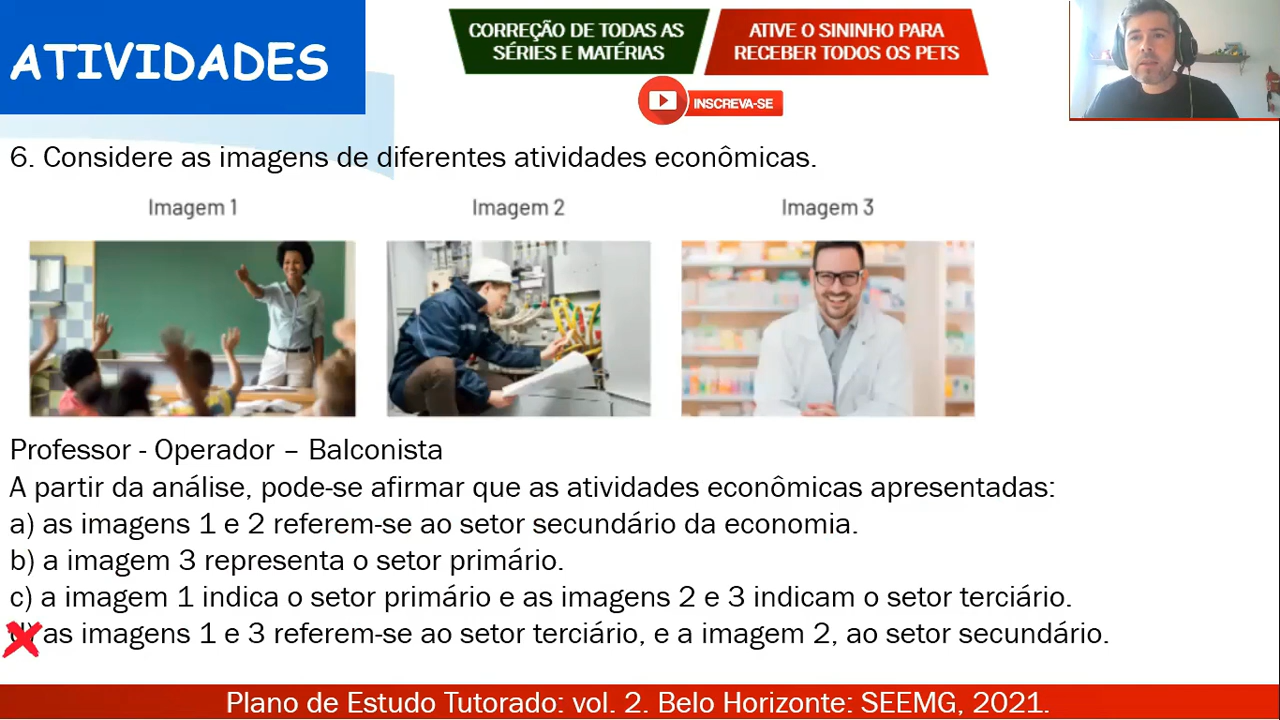 ATIVIDADES
CORREÇÃO DE TODAS AS
SÉRIES E MATÉRIAS
ATIVE O SININHO PARA
RECEBER TODOS OS PETS
INSCREVA-SE
6. Considere as imagens de diferentes atividades econômicas.
Imagem 1
Imagem 2
Imagem 3
Professor - Operador – Balconista
A partir da análise, pode-se afirmar que as atividades econômicas apresentadas:
a) as imagens 1 e 2 referem-se ao setor secundário da economia.
b) a imagem 3 representa o setor primário.
c) a imagem 1 indica o setor primário e as imagens 2 e 3 indicam o setor terciário.
d) as imagens 1 e 3 referem-se ao setor terciário, e a imagem 2, ao setor secundário.
Plano de Estudo Tutorado: vol. 2. Belo Horizonte: SEEMG, 2021.